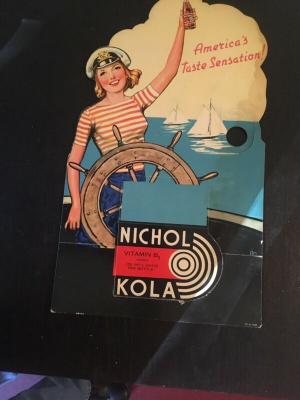 America's
Taste Sensation!
NICHOL
VITAMIN B1
KOLA